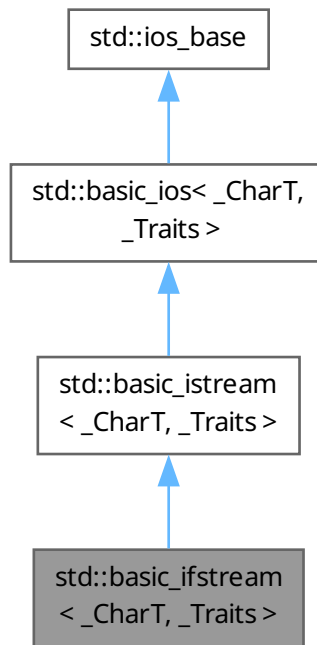 std::ios_base
std::basic_ios< _CharT,
_Traits >
std::basic_istream
< _CharT, _Traits >
std::basic_ifstream
< _CharT, _Traits >